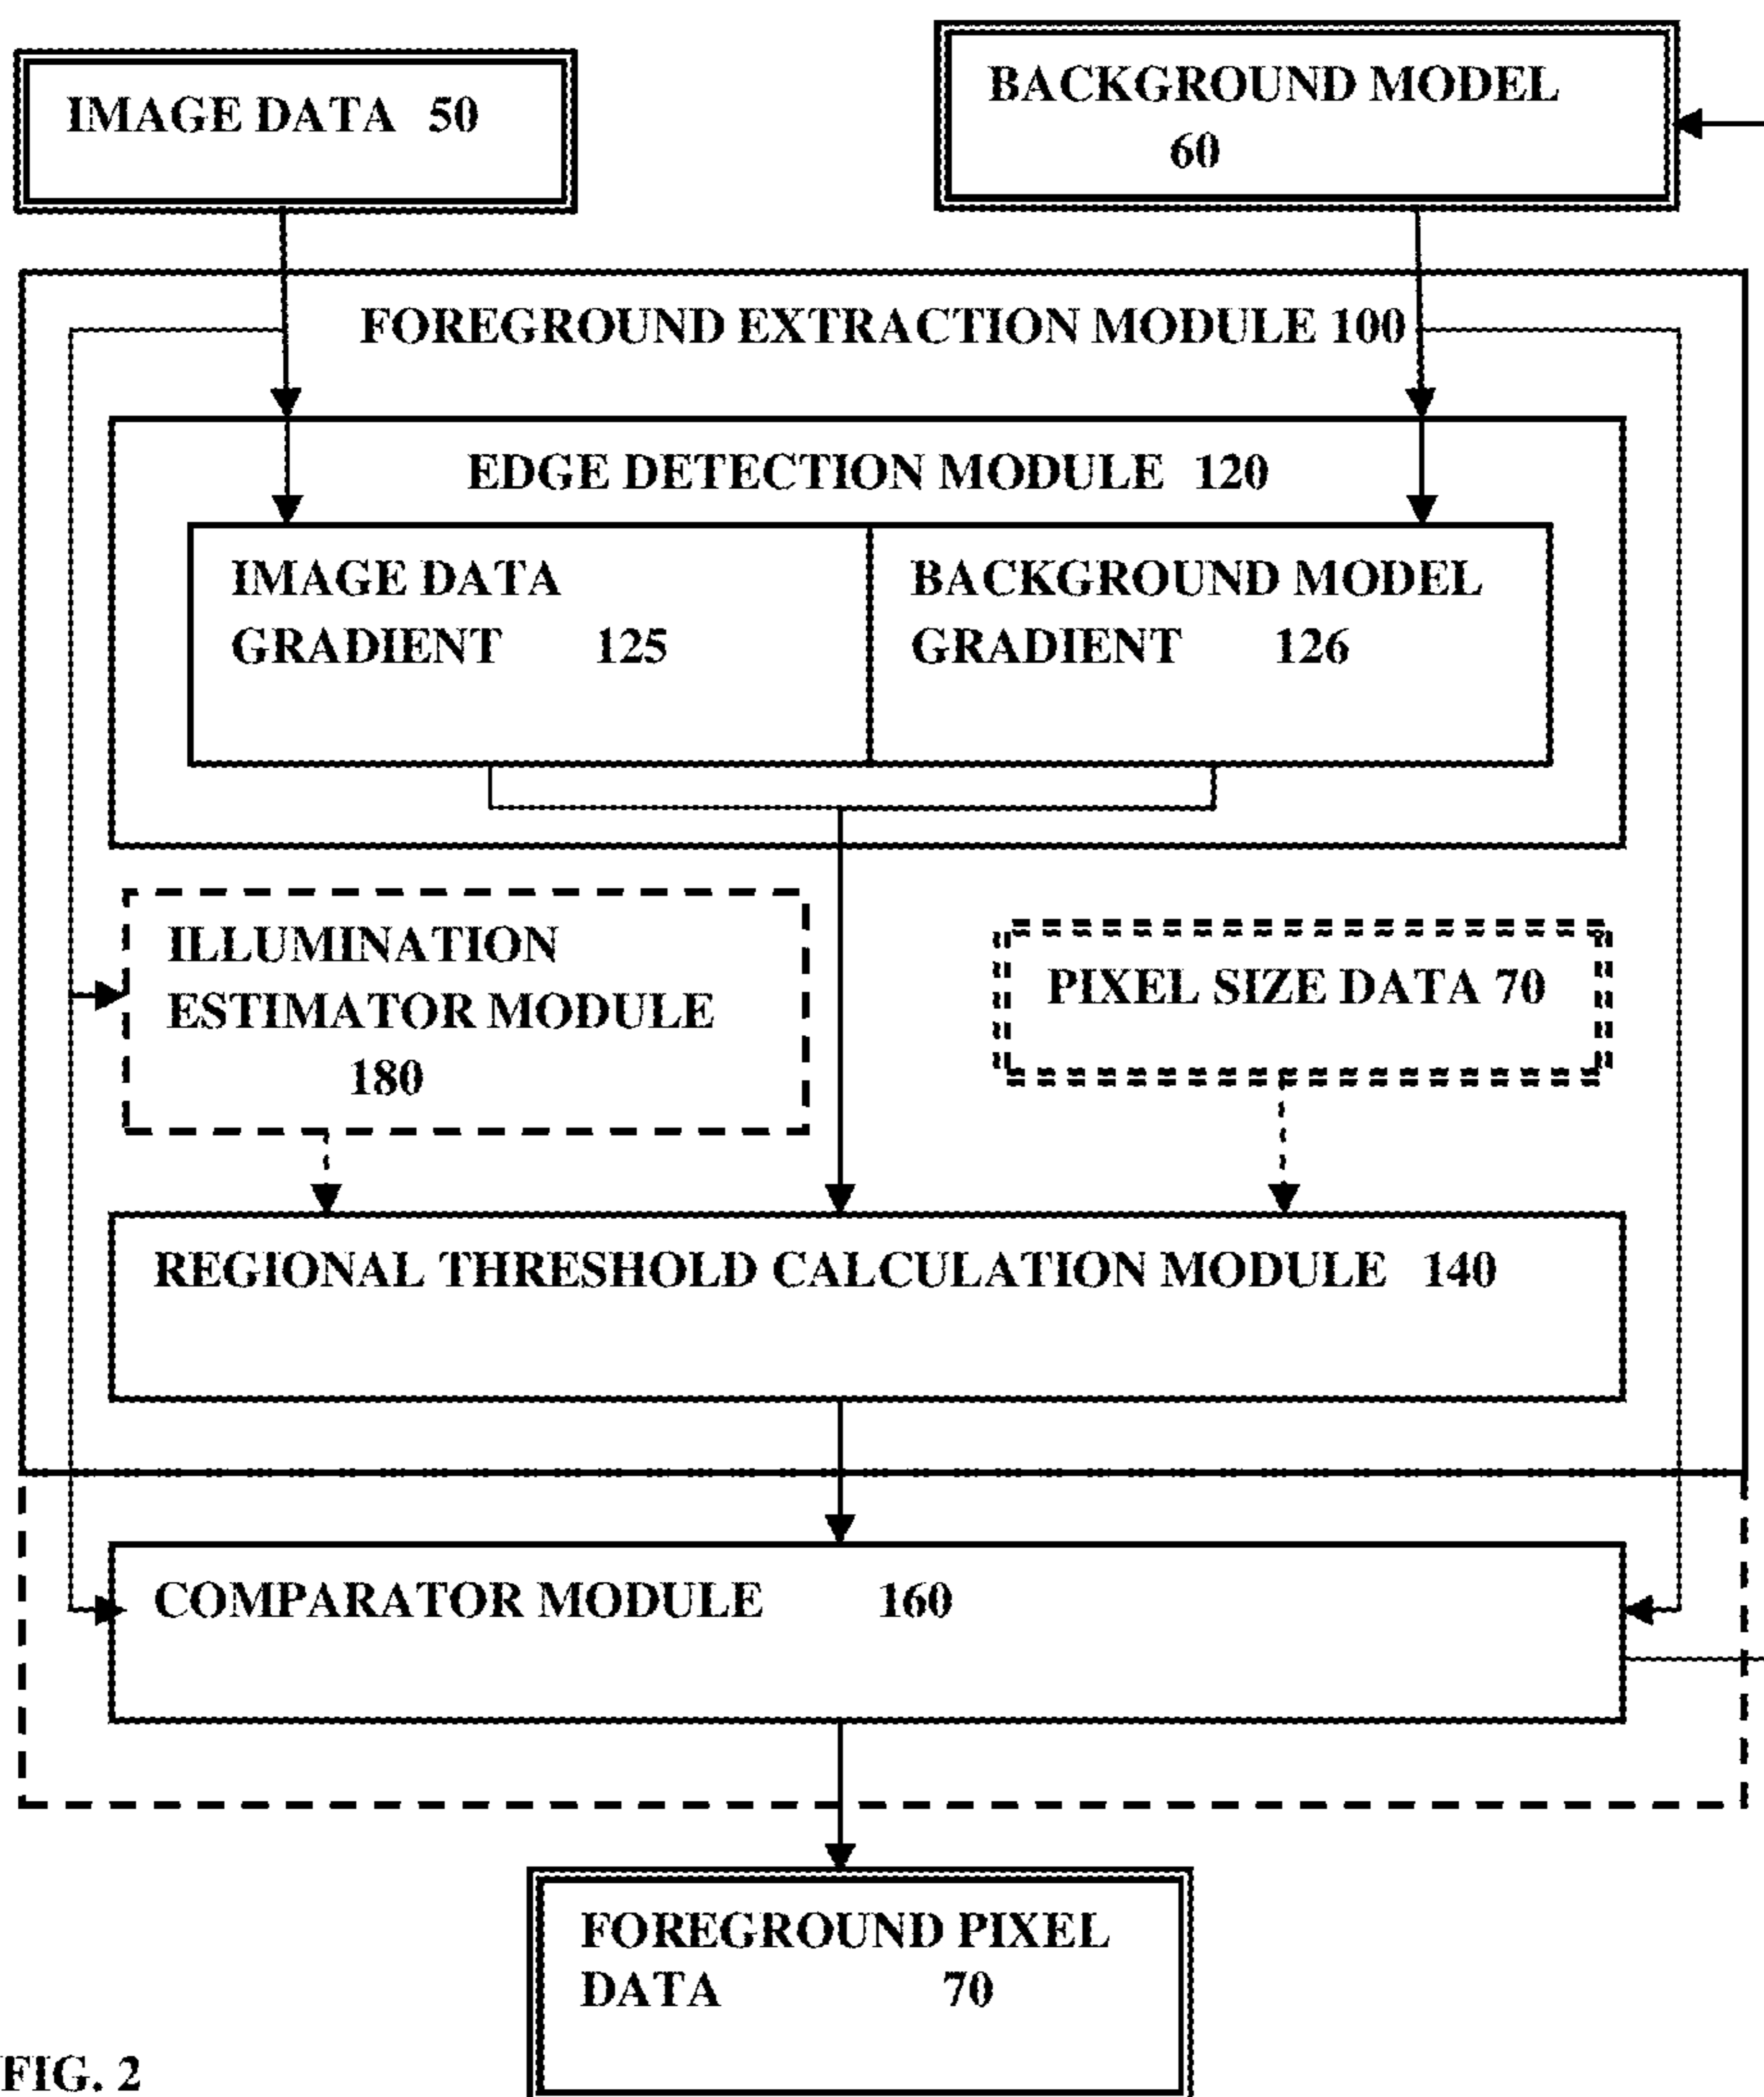 IMAGE DATA 50
BACKGROUND MODEL
60
FOREGROUND EXTRACTION MODULE 100
EDGE DETECTION MODULE 120
IMAGE DATA
GRADIENT 125
BACKGROUND MODEL
GRADIENT 126
ILLUMINATION
ESTIMATOR MODULE
180
PIXEL SIZE DATA 70
REGIONAL THRESHOLD CALCULATION MODULE 140
COMPARATOR MODULE 160
FOREGROUND PIXEL
DATA 70
FIG. 2